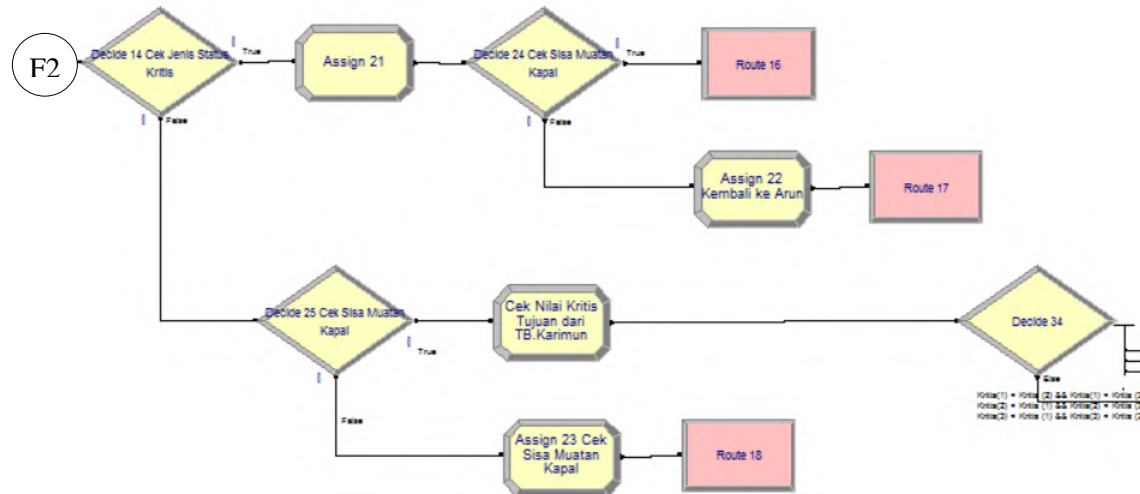 F2
Decide 14 Cek Jenis Status
Kritis
True
False
Assign 21
Decide 24 Cek Sisa Muatan
Kapal
True
False
Route 16
Assign 22
Kembali ke Arun
Route 17
Decide 25 Cek Sisa Muatan
Kapal
True
False
Cek Nilai Kritis
Tujuan dari
TB.Karimun
Decide 34
Else
Assign 23 Cek
Sisa Muatan
Kapal
Route 18